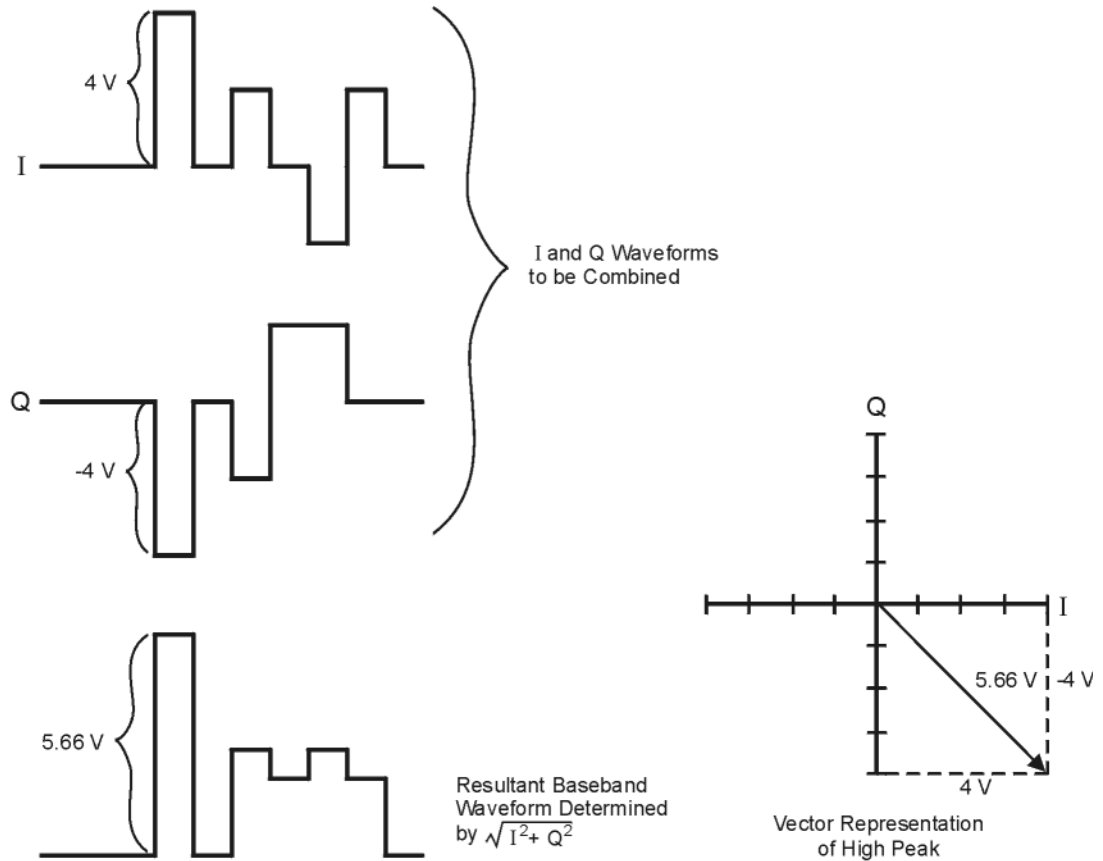 4 V
I
I and Q Waveforms
to be Combined
Q
-4 V
5.66 V
Resultant Baseband
Waveform Determined
by √I²+ Q²
Q
I
5.66 V
-4 V
4 V
Vector Representation
of High Peak